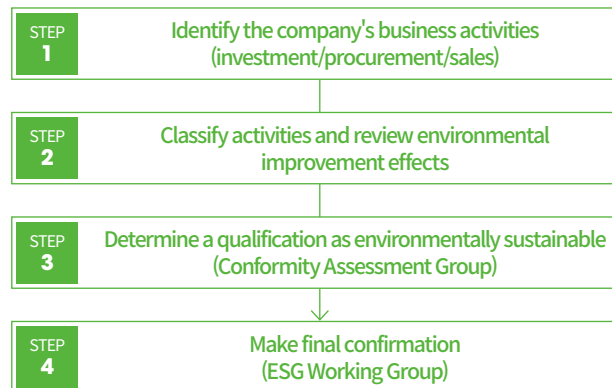 STEP
1
Identify the company's business activities
(investment/procurement/sales)
STEP
2
Classify activities and review environmental
improvement effects
STEP
3
Determine a qualification as environmentally sustainable
(Conformity Assessment Group)
STEP
4
Make final confirmation
(ESG Working Group)